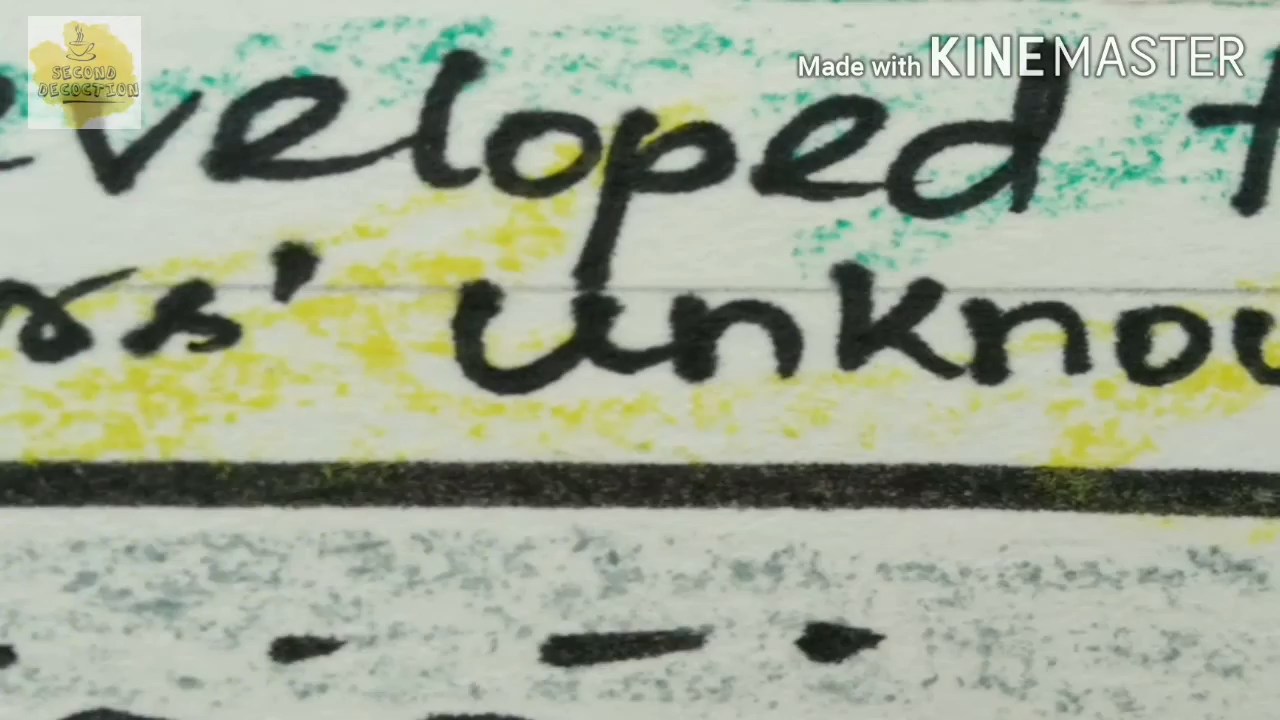 SECOND
DECOCTION
Made with KINEMASTER
eveloped t
rs' unknow